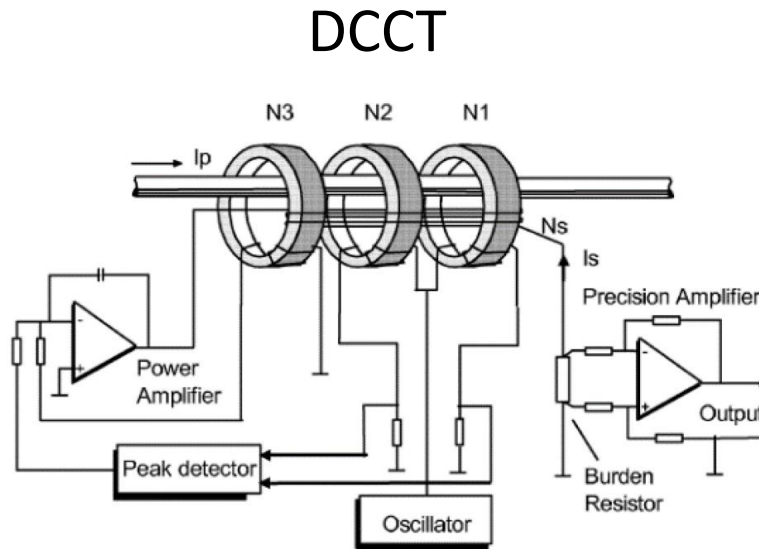 DCCT
N3
N2
N1
Ip
Ns
Is
Precision Amplifier
-
+
Power
Amplifier
-
+
Output
Peak detector
Burden
Resistor
Oscillator